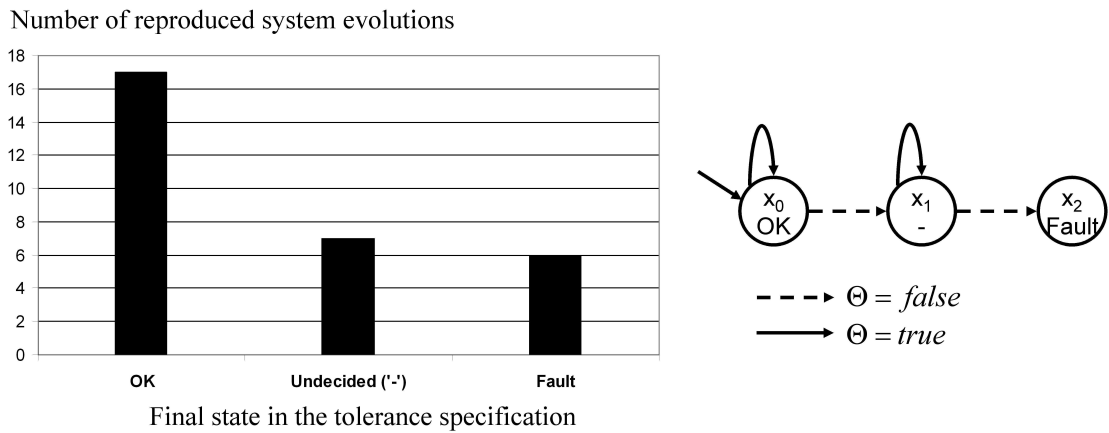 Number of reproduced system evolutions
18
16
14
12
10
8
6
4
2
0
OK
Undecided ('-')
Fault
Final state in the tolerance specification
x0
OK
x1
-
x2
Fault
Θ = false
Θ = true